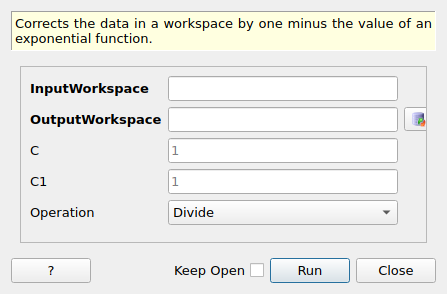 Corrects the data in a workspace by one minus the value of an
exponential function.
InputWorkspace
OutputWorkspace
C 1
C1 1
Operation Divide
? Keep Open Run Close